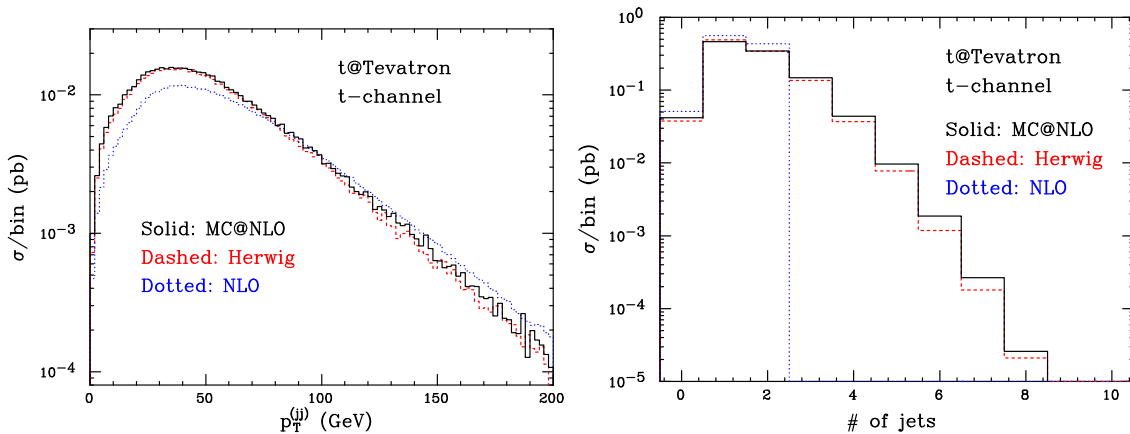 t@Tevatron
t−channel
Solid: MC@NLO
Dashed: Herwig
Dotted: NLO
σ/bin (pb)
10⁻²
10⁻³
10⁻⁴
0 50 100 150 200
p_T^(jj) (GeV)
t@Tevatron
t−channel
Solid: MC@NLO
Dashed: Herwig
Dotted: NLO
σ/bin (pb)
10⁰
10⁻¹
10⁻²
10⁻³
10⁻⁴
10⁻⁵
0 2 4 6 8 10
# of jets